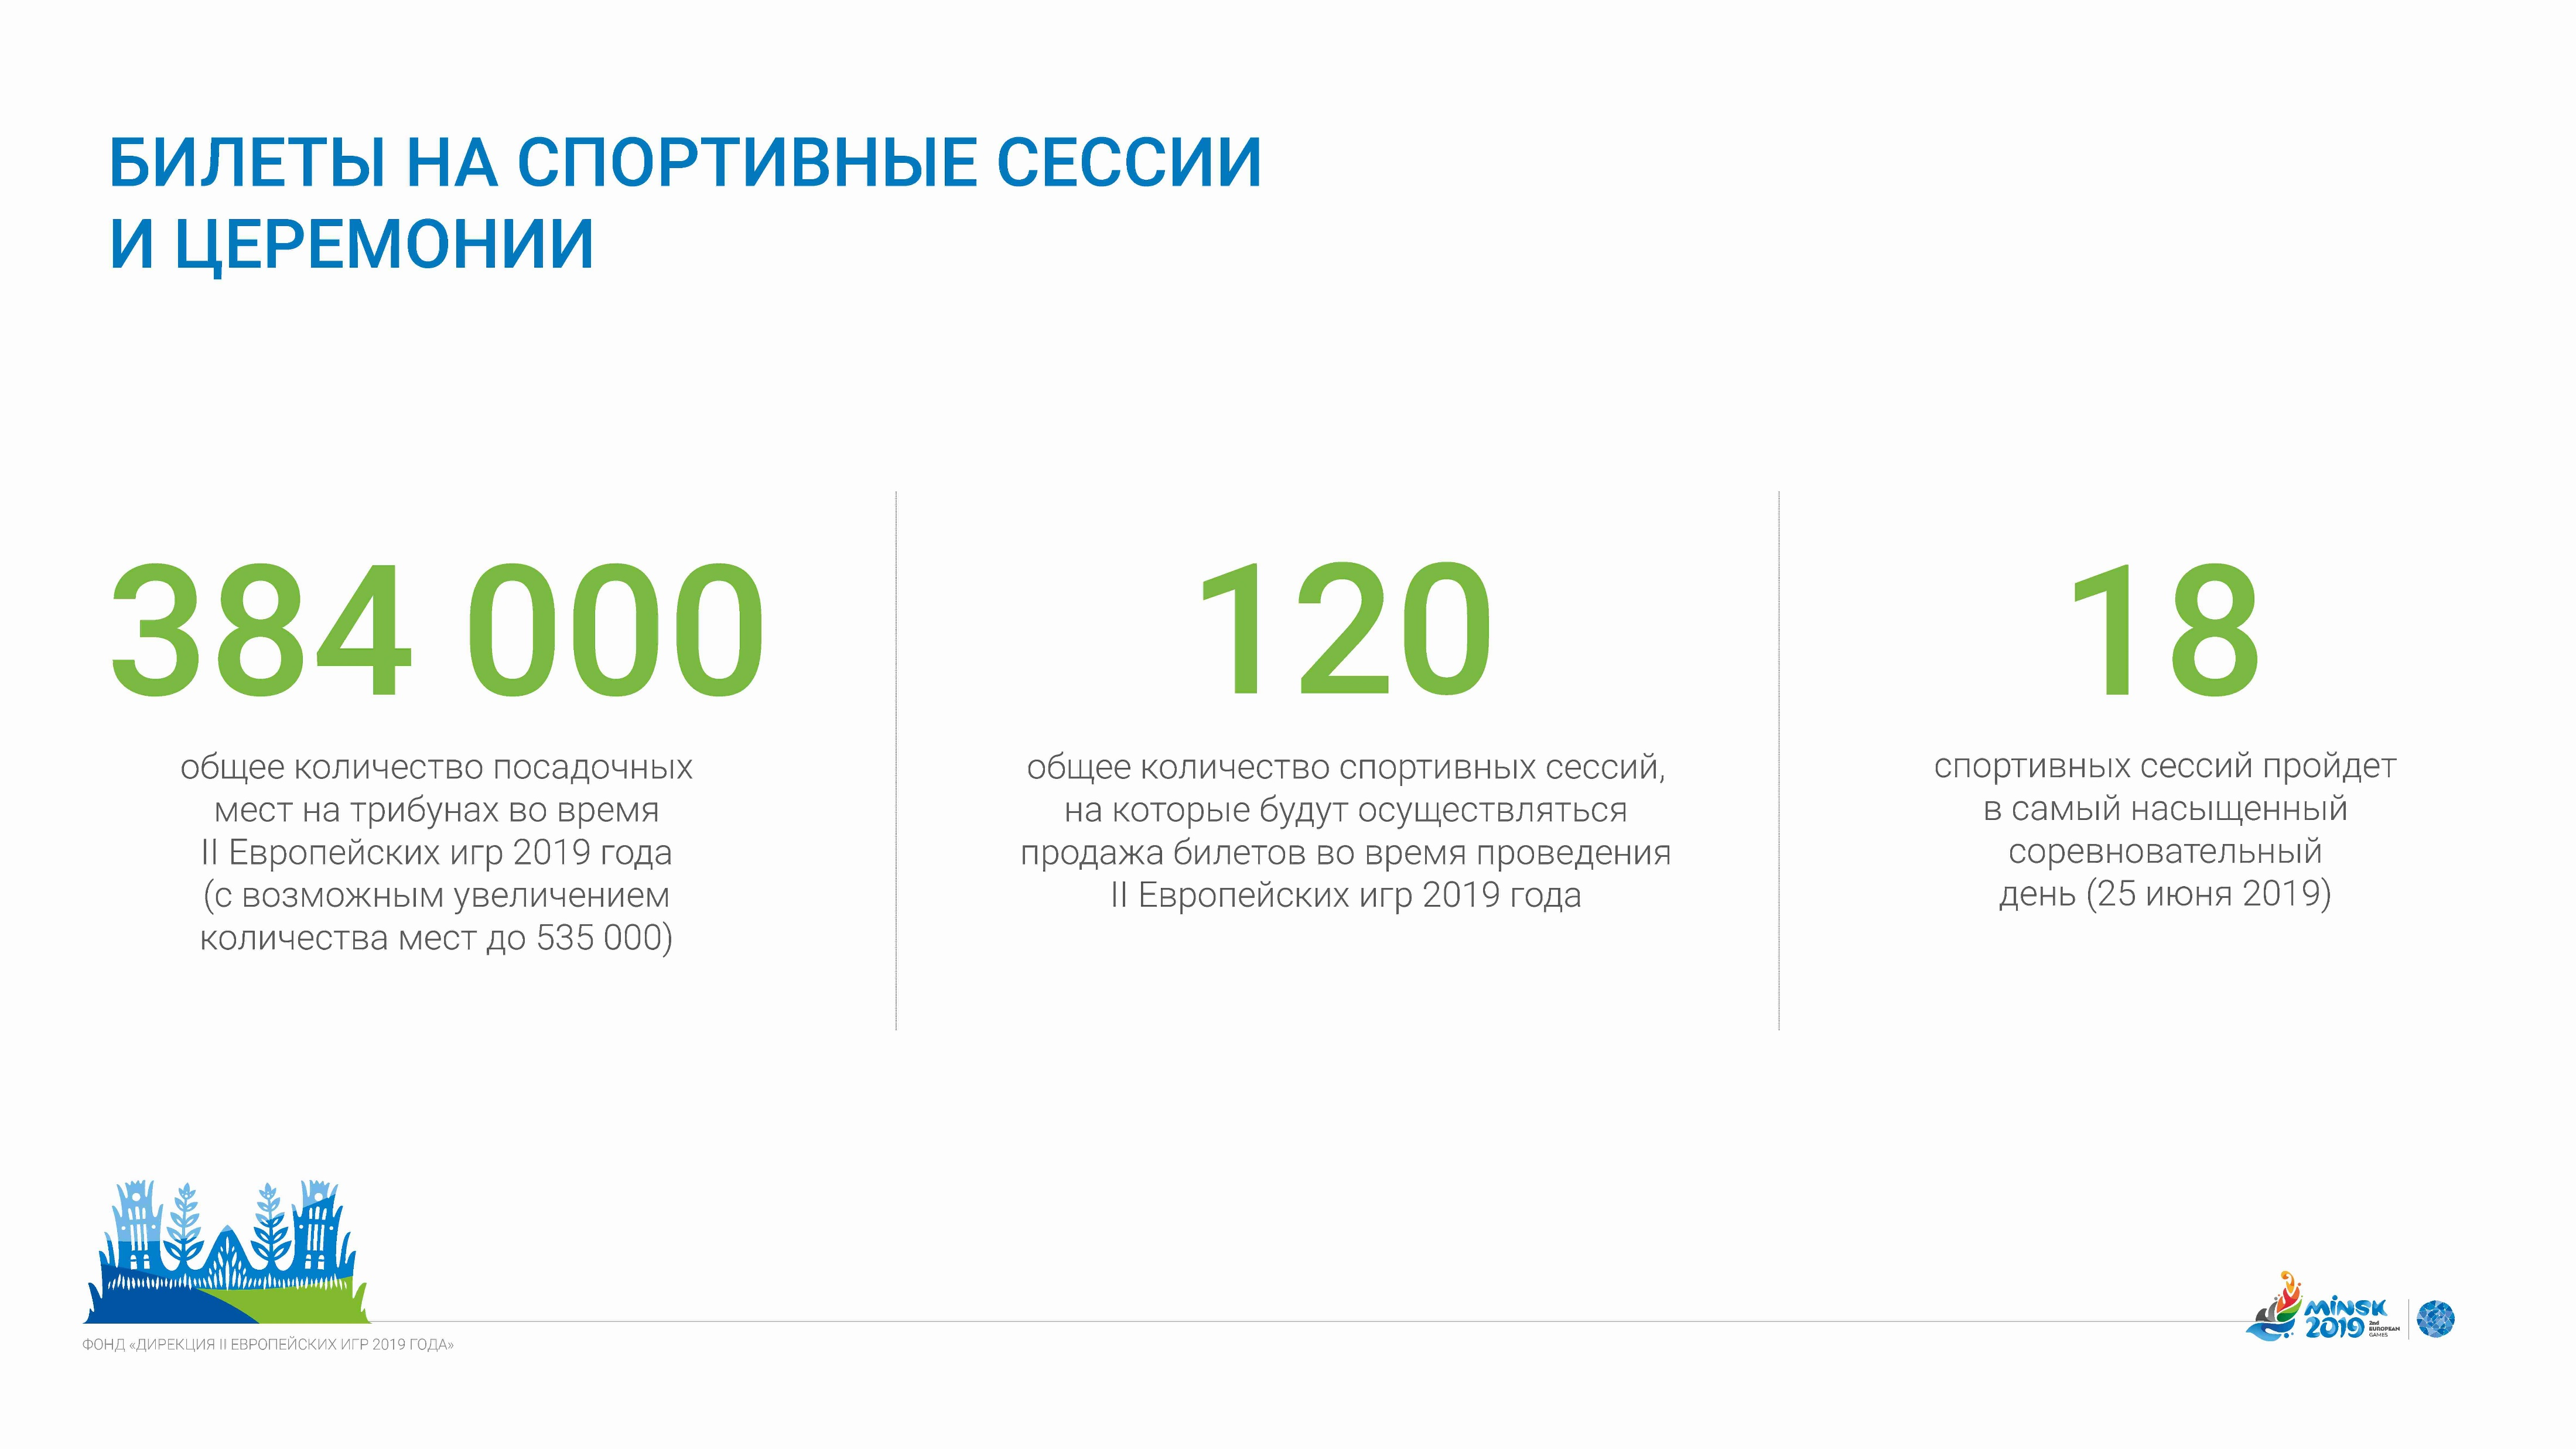 БИЛЕТЫ НА СПОРТИВНЫЕ СЕССИИ
И ЦЕРЕМОНИИ
384 000
общее количество посадочных
мест на трибунах во время
II Европейских игр 2019 года
(с возможным увеличением
количества мест до 535 000)
120
общее количество спортивных сессий,
на которые будут осуществляться
продажа билетов во время проведения
II Европейских игр 2019 года
18
спортивных сессий пройдет
в самый насыщенный
соревновательный
день (25 июня 2019)
ФОНД «ДИРЕКЦИЯ II ЕВРОПЕЙСКИХ ИГР 2019 ГОДА»
MINSK
2019
2nd
EUROPEAN
GAMES